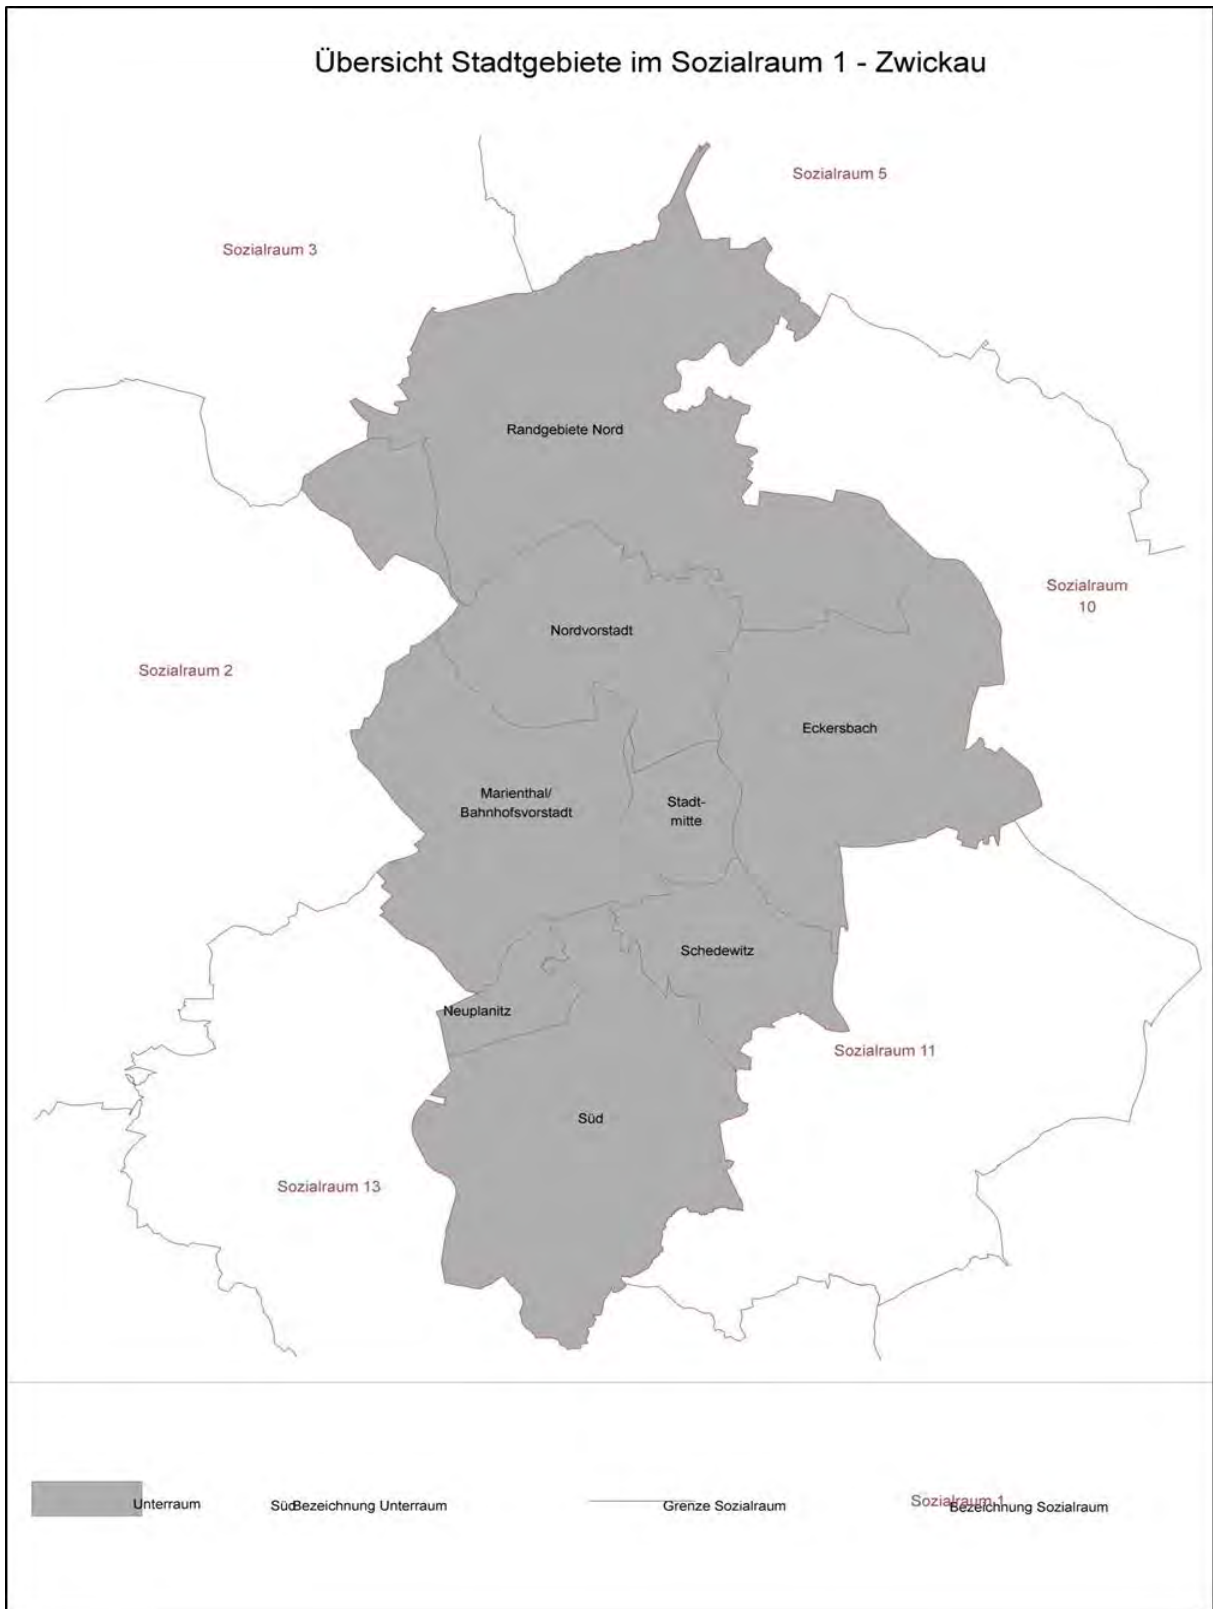 Übersicht Stadtgebiete im Sozialraum 1 - Zwickau
Sozialraum 5
Sozialraum 3
Randgebiete Nord
Sozialraum
10
Nordvorstadt
Sozialraum 2
Eckersbach
Marienthal/
Bahnhofsvorstadt
Stadt-
mitte
Schedewitz
Neuplanitz
Sozialraum 11
Süd
Sozialraum 13
Unterraum
Süd Bezeichnung Unterraum
Grenze Sozialraum
Sozialraum 1
Bezeichnung Sozialraum